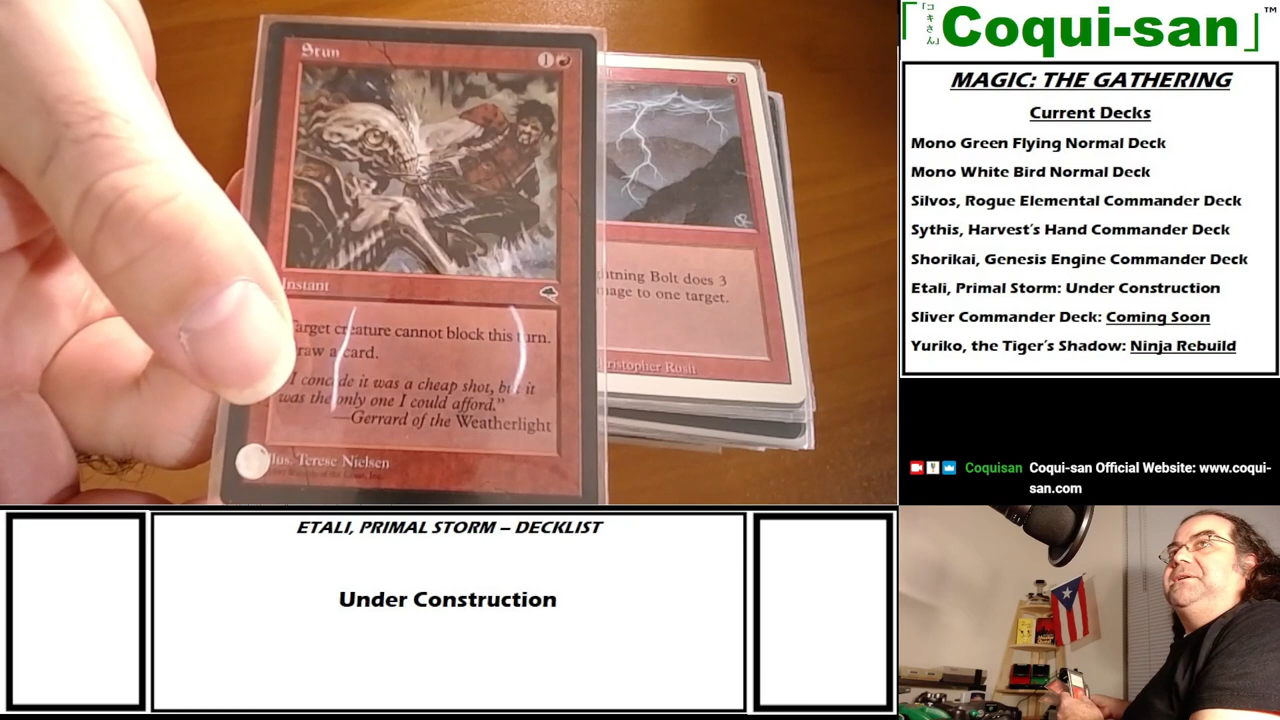 Stun
1
Instant
Target creature cannot block this turn.
raw a card.
"I concede it was a cheap shot, but it
was the only one I could afford."
—Gerrard of the Weatherlight
Illus. Terese Nielsen
ghtning Bolt does 3
mage to one target.
ristopher Rush
「コキさん」
Coqui-san™
MAGIC: THE GATHERING
Current Decks
Mono Green Flying Normal Deck
Mono White Bird Normal Deck
Silvos, Rogue Elemental Commander Deck
Sythis, Harvest's Hand Commander Deck
Shorikai, Genesis Engine Commander Deck
Etali, Primal Storm: Under Construction
Sliver Commander Deck: Coming Soon
Yuriko, the Tiger's Shadow: Ninja Rebuild
Coquisan Coqui-san Official Website: www.coqui-
san.com
ETALI, PRIMAL STORM – DECKLIST
Under Construction